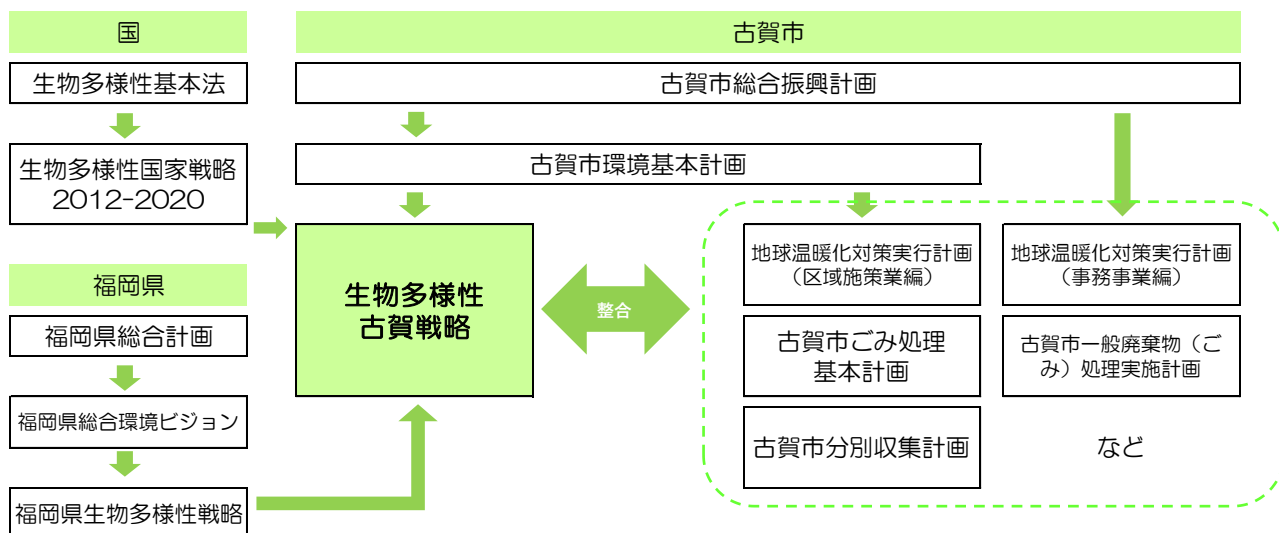 国
生物多様性基本法
生物多様性国家戦略
2012-2020
福岡県
福岡県総合計画
福岡県総合環境ビジョン
福岡県生物多様性戦略
古賀市
古賀市総合振興計画
古賀市環境基本計画
生物多様性
古賀戦略
整合
地球温暖化対策実行計画
（区域施策業編）
地球温暖化対策実行計画
（事務事業編）
古賀市ごみ処理
基本計画
古賀市一般廃棄物（ご
み）処理実施計画
古賀市分別収集計画
など